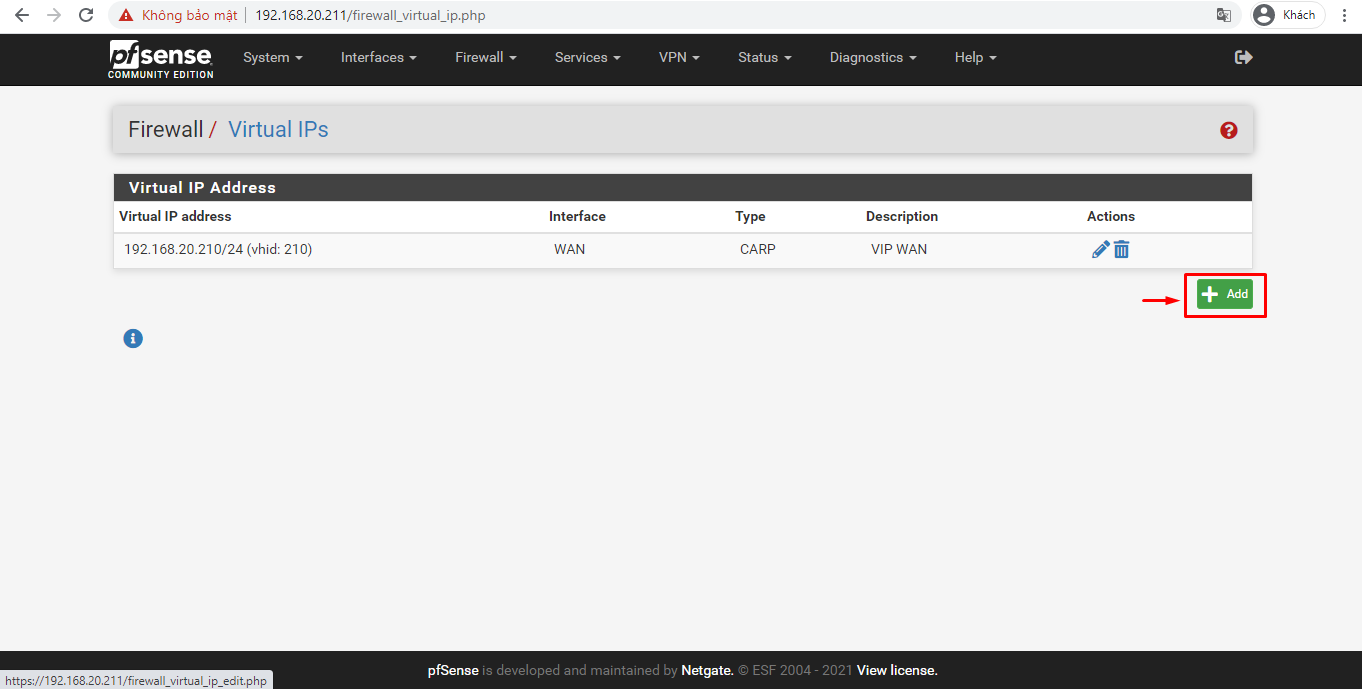 Không bảo mật 192.168.20.211/firewall_virtual_ip.php Khách
pfsense
COMMUNITY EDITION
System Interfaces Firewall Services VPN Status Diagnostics Help
Firewall / Virtual IPs
Virtual IP Address
Virtual IP address Interface Type Description Actions
192.168.20.210/24 (vhid: 210) WAN CARP VIP WAN
Add
pfSense is developed and maintained by Netgate. © ESF 2004 - 2021 View license.
https://192.168.20.211/firewall_virtual_ip_edit.php